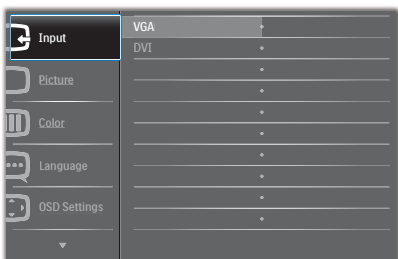 Input
Picture
Color
Language
OSD Settings
VGA
DVI